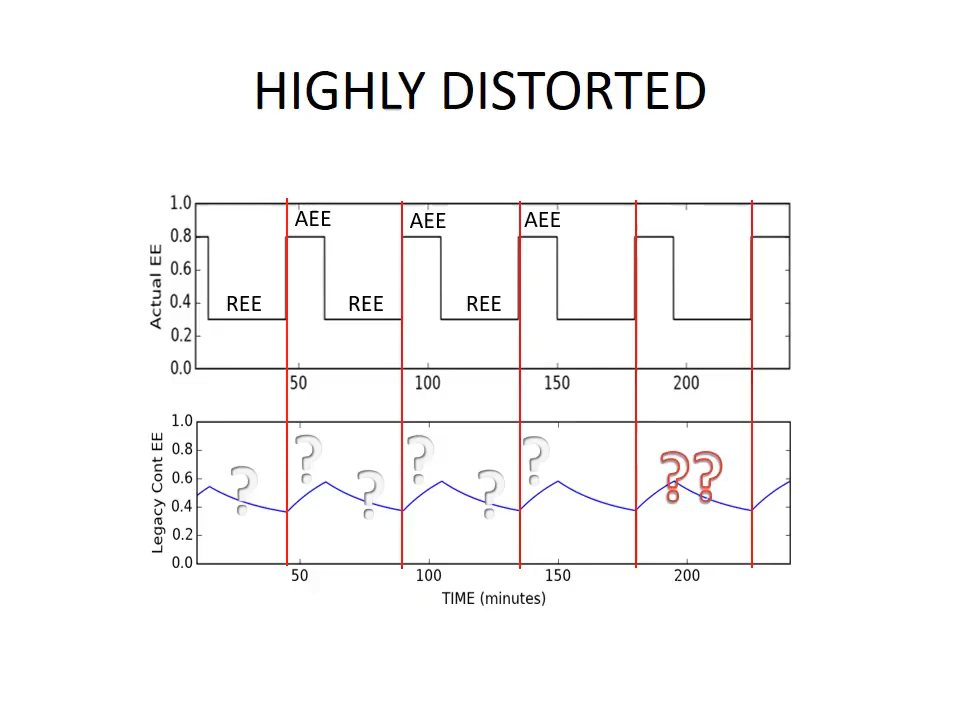 HIGHLY DISTORTED
1.0
0.8
0.6
0.4
0.2
0.0
Actual EE
AEE AEE AEE
REE REE REE
50 100 150 200
1.0
0.8
0.6
0.4
0.2
0.0
Legacy Cont EE
? ? ? ? ? ? ??
50 100 150 200
TIME (minutes)